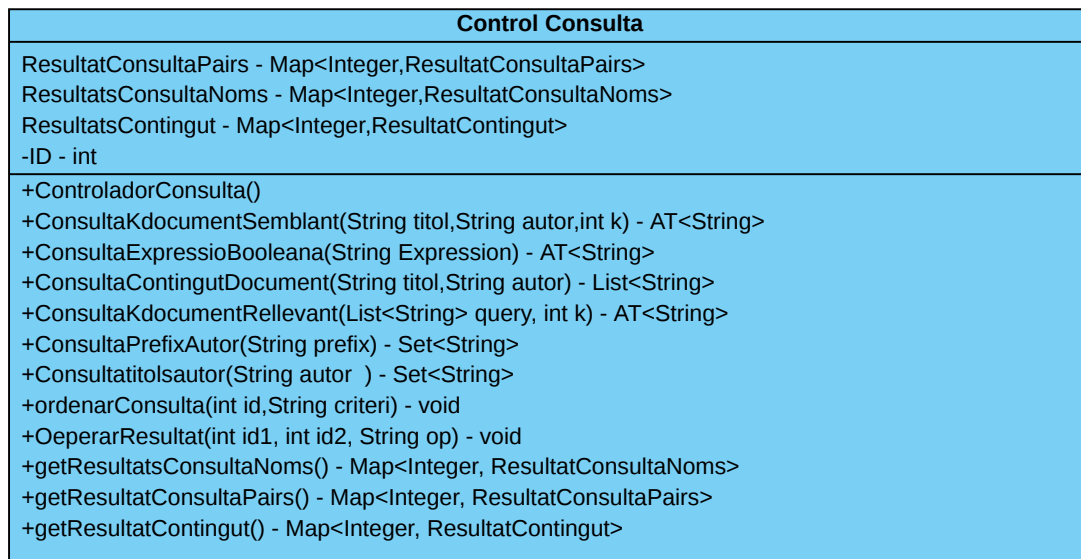 Control Consulta
ResultatConsultaPairs - Map<Integer,ResultatConsultaPairs>
ResultatsConsultaNoms - Map<Integer,ResultatConsultaNoms>
ResultatsContingut - Map<Integer,ResultatContingut>
-ID - int
+ControladorConsulta()
+ConsultaKdocumentSemblant(String titol,String autor,int k) - AT<String>
+ConsultaExpressioBooleana(String Expression) - AT<String>
+ConsultaContingutDocument(String titol,String autor) - List<String>
+ConsultaKdocumentRellevant(List<String> query, int k) - AT<String>
+ConsultaPrefixAutor(String prefix) - Set<String>
+Consultatitolsautor(String autor  ) - Set<String>
+ordenarConsulta(int id,String criteri) - void
+OeperarResultat(int id1, int id2, String op) - void
+getResultatsConsultaNoms() - Map<Integer, ResultatConsultaNoms>
+getResultatConsultaPairs() - Map<Integer, ResultatConsultaPairs>
+getResultatContingut() - Map<Integer, ResultatContingut>